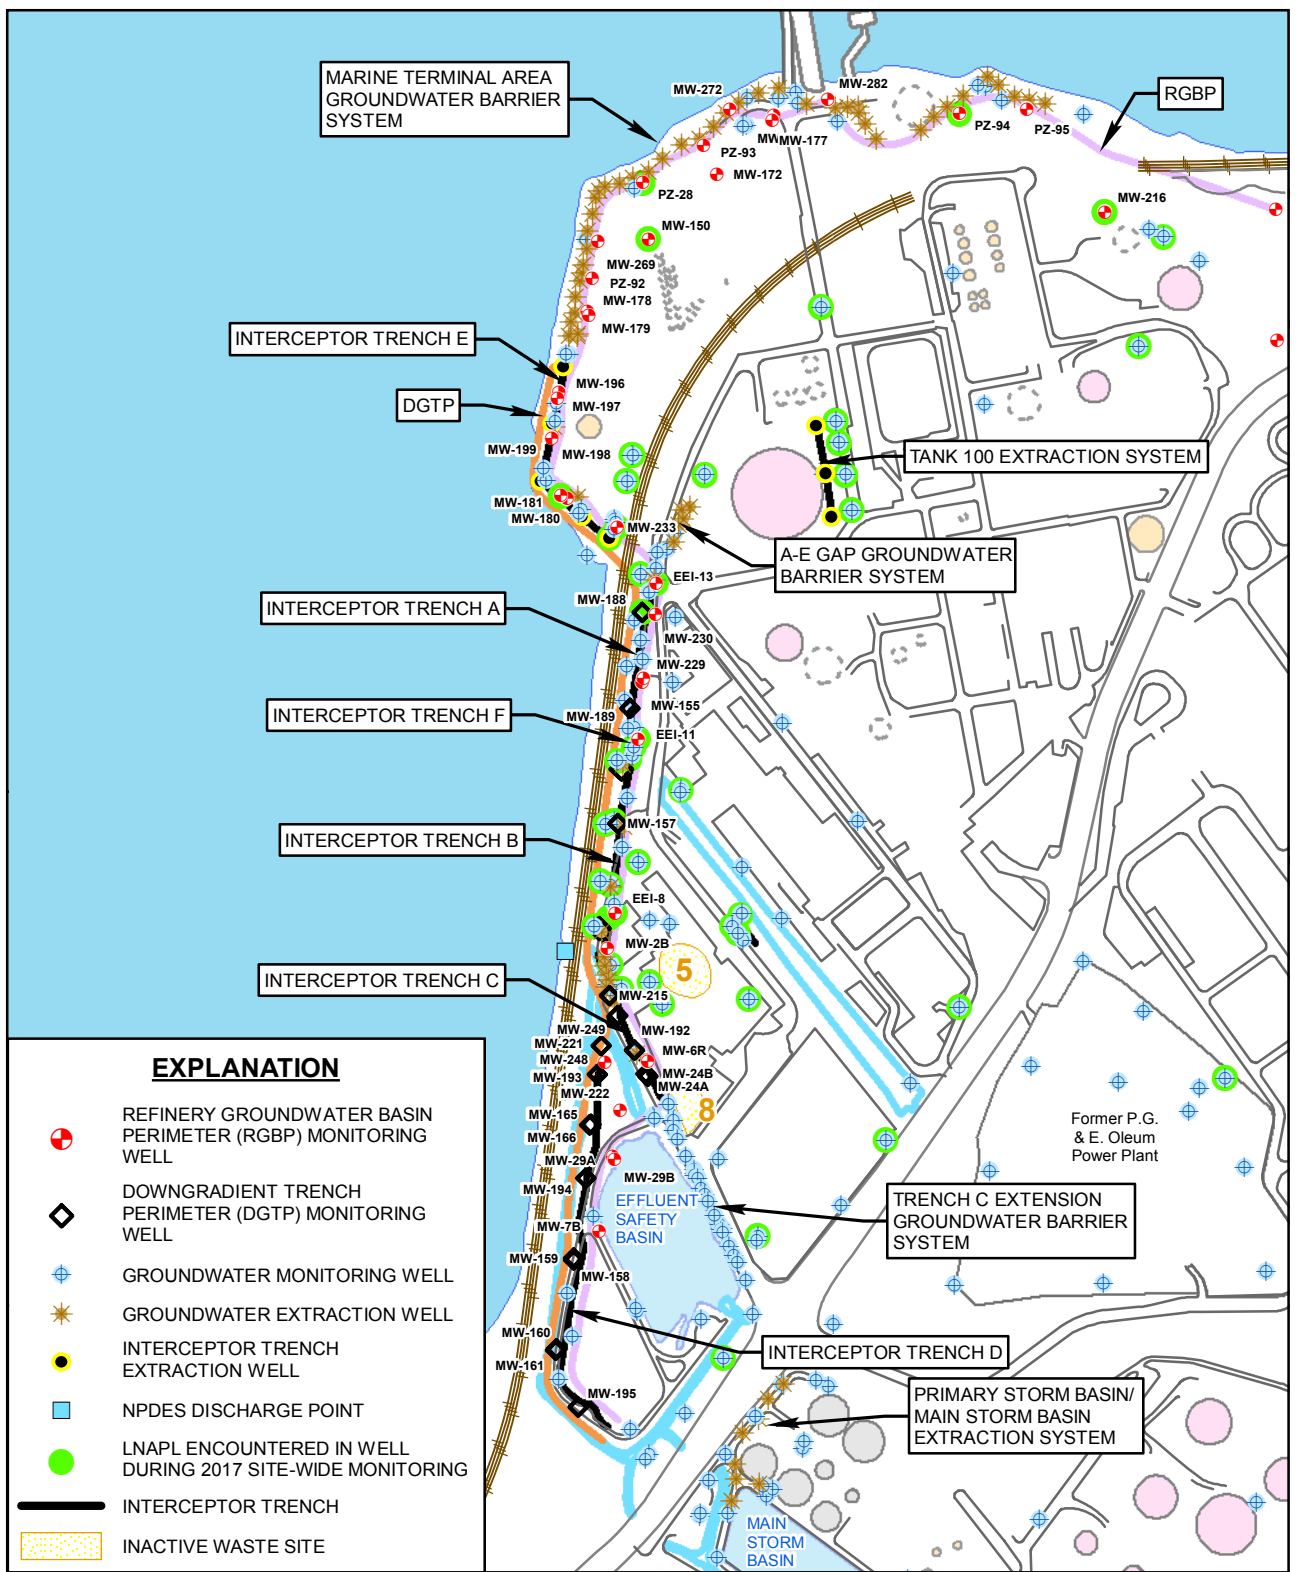 MARINE TERMINAL AREA
GROUNDWATER BARRIER
SYSTEM
MW-272
MW-282
RGBP
MW-177
PZ-94
PZ-95
PZ-93
MW-172
PZ-28
MW-216
MW-150
MW-269
PZ-92
MW-178
MW-179
INTERCEPTOR TRENCH E
MW-196
DGTP
MW-197
MW-199
MW-198
TANK 100 EXTRACTION SYSTEM
MW-181
MW-180
MW-233
A-E GAP GROUNDWATER
BARRIER SYSTEM
EEI-13
INTERCEPTOR TRENCH A
MW-188
MW-230
MW-229
INTERCEPTOR TRENCH F
MW-155
MW-189
EEI-11
INTERCEPTOR TRENCH B
MW-157
EEI-8
MW-2B
5
INTERCEPTOR TRENCH C
MW-215
MW-249
MW-192
MW-221
MW-248
MW-6R
MW-193
MW-24B
MW-24A
MW-222
8
MW-165
MW-166
MW-29A
MW-194
MW-29B
EFFLUENT
SAFETY
BASIN
MW-7B
MW-159
MW-158
MW-160
MW-161
MW-195
Former P.G.
& E. Oleum
Power Plant
TRENCH C EXTENSION
GROUNDWATER BARRIER
SYSTEM
INTERCEPTOR TRENCH D
PRIMARY STORM BASIN/
MAIN STORM BASIN
EXTRACTION SYSTEM
MAIN
STORM
BASIN
EXPLANATION
REFINERY GROUNDWATER BASIN
PERIMETER (RGBP) MONITORING
WELL
DOWNGRADIENT TRENCH
PERIMETER (DGTP) MONITORING
WELL
GROUNDWATER MONITORING WELL
GROUNDWATER EXTRACTION WELL
INTERCEPTOR TRENCH
EXTRACTION WELL
NPDES DISCHARGE POINT
LNAPL ENCOUNTERED IN WELL
DURING 2017 SITE-WIDE MONITORING
INTERCEPTOR TRENCH
INACTIVE WASTE SITE